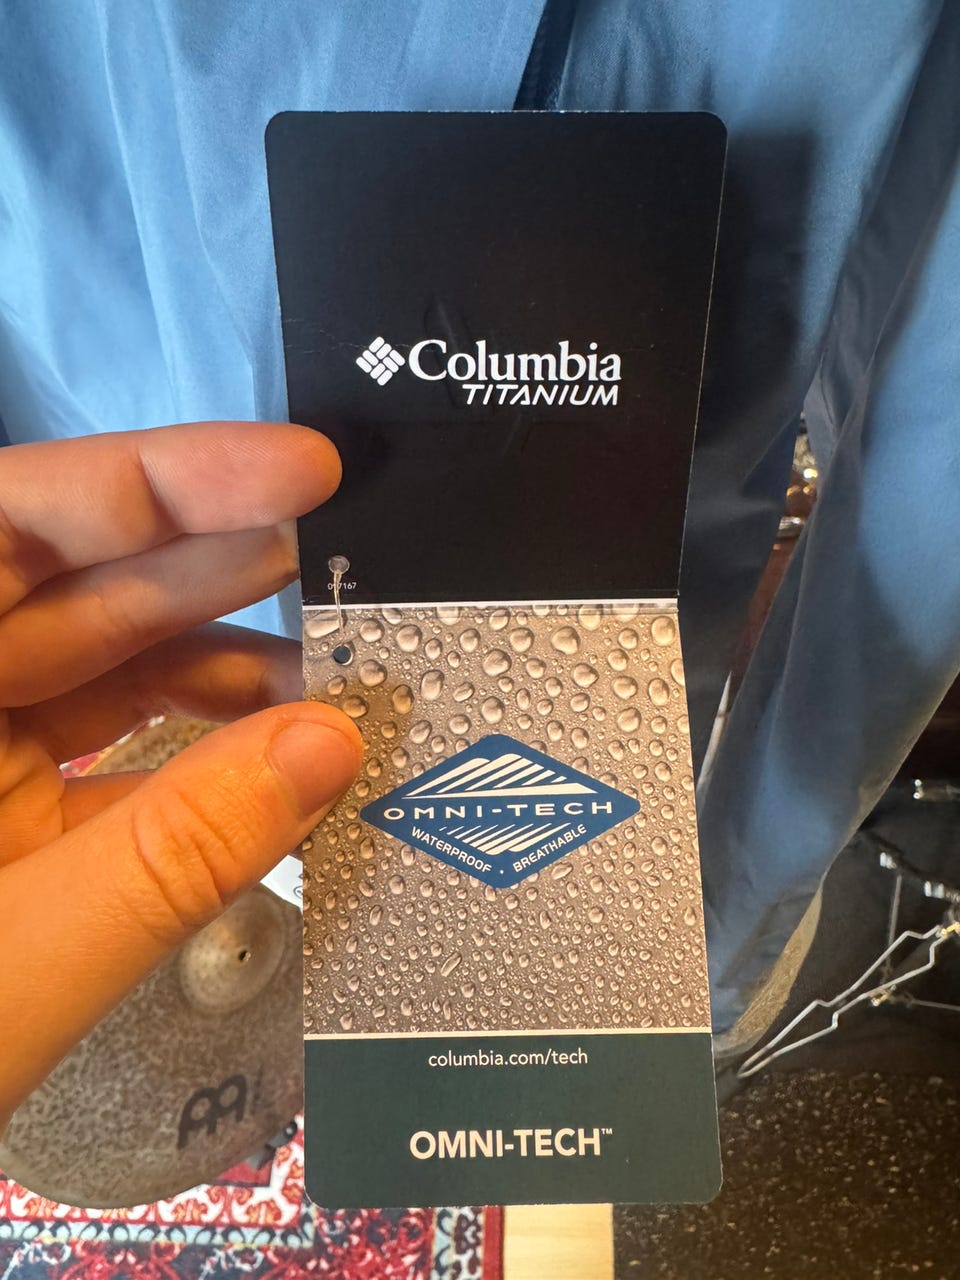 Columbia
TITANIUM
OMNI-TECH
WATERPROOF · BREATHABLE
columbia.com/tech
OMNI-TECH™